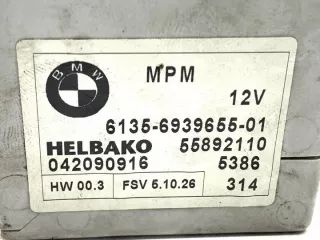 BMW
MPM
12V
6135-6939655-01
HELBAKO 55892110
042090916 5386
HW 00.3 FSV 5.10.26 314